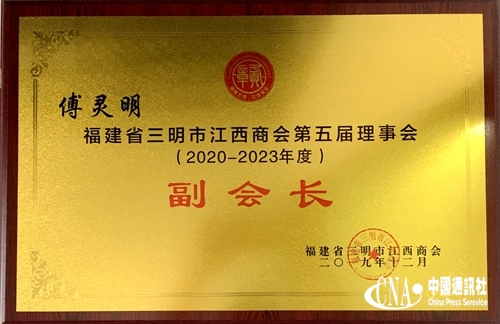 傅灵明
福建省三明市江西商会第五届理事会
（2020-2023年度）
副会长
福建省三明市江西商会
二〇一九年十二月
CNA 中國通訊社
China Press Serevice